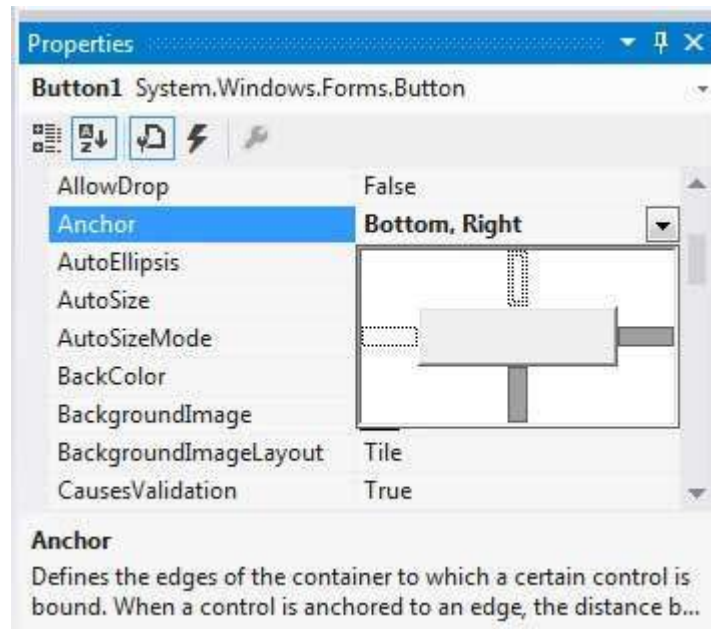 Properties
Button1 System.Windows.Forms.Button
AllowDrop False
Anchor Bottom, Right
AutoEllipsis
AutoSize
AutoSizeMode
BackColor
BackgroundImage
BackgroundImageLayout Tile
CausesValidation True
Anchor
Defines the edges of the container to which a certain control is
bound. When a control is anchored to an edge, the distance b...